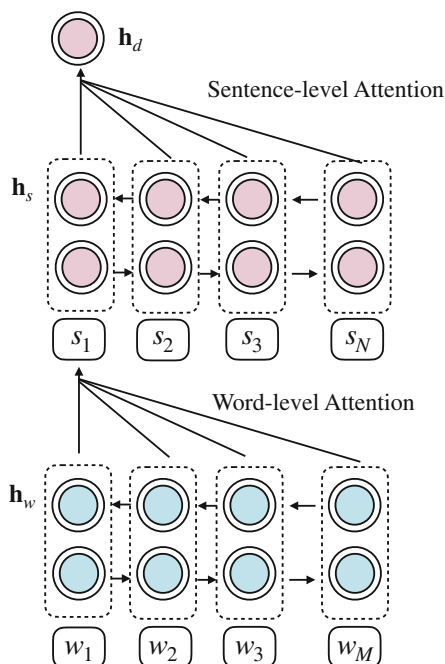 h_d
Sentence-level Attention
h_s
s_1 s_2 s_3 s_N
Word-level Attention
h_w
w_1 w_2 w_3 w_M